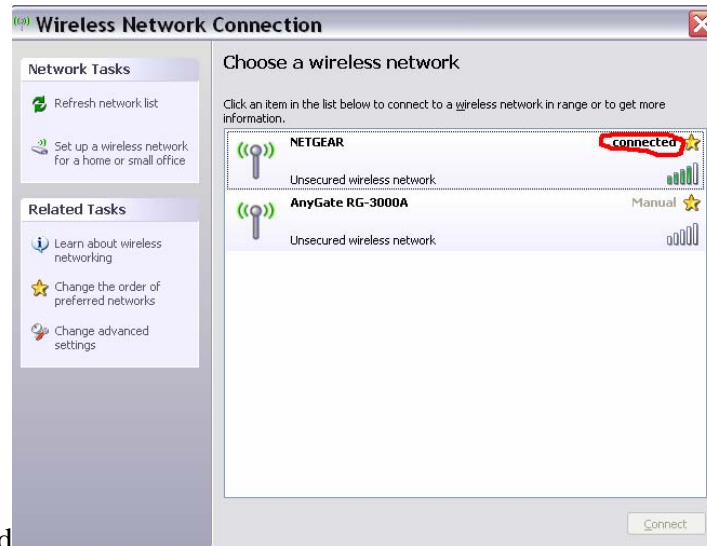 Wireless Network Connection
Network Tasks
Refresh network list
Set up a wireless network
for a home or small office
Related Tasks
Learn about wireless
networking
Change the order of
preferred networks
Change advanced
settings
Choose a wireless network
Click an item in the list below to connect to a wireless network in range or to get more
information.
NETGEAR connected
Unsecured wireless network
AnyGate RG-3000A Manual
Unsecured wireless network
Connect